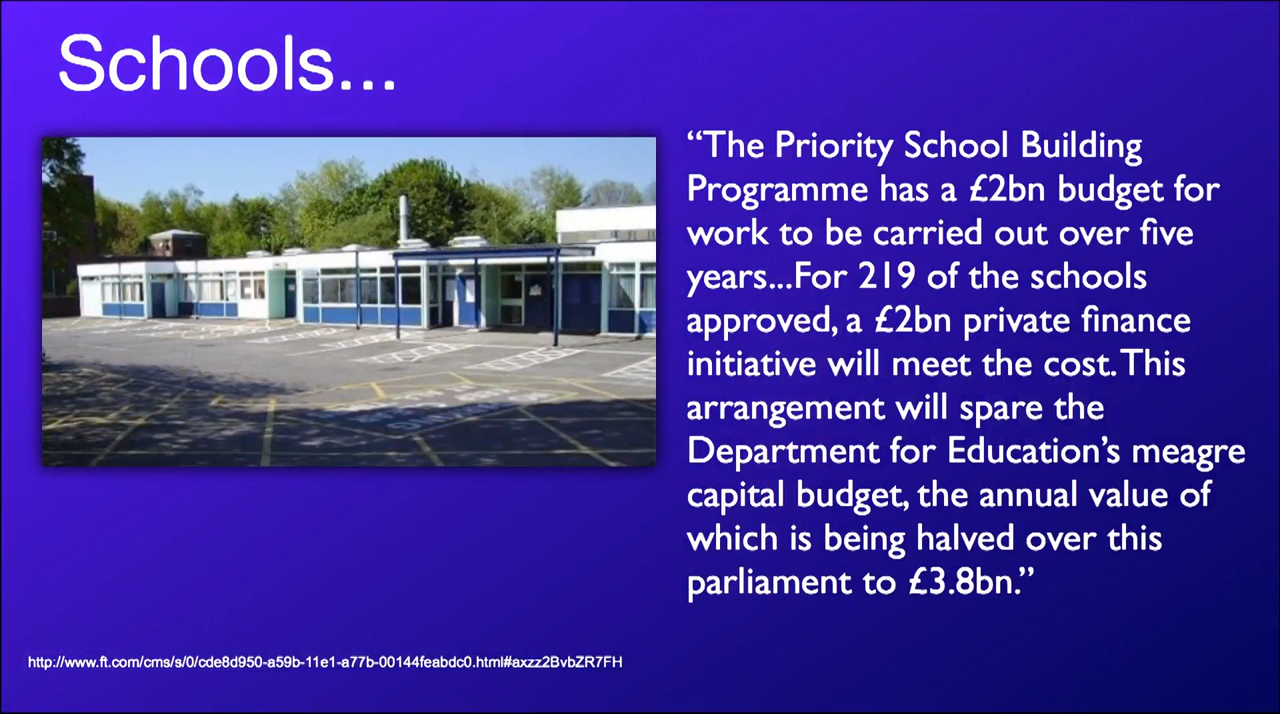 Schools...
“The Priority School Building
Programme has a £2bn budget for
work to be carried out over five
years...For 219 of the schools
approved, a £2bn private finance
initiative will meet the cost. This
arrangement will spare the
Department for Education’s meagre
capital budget, the annual value of
which is being halved over this
parliament to £3.8bn.”
http://www.ft.com/cms/s/0/cde8d950-a59b-11e1-a77b-00144feabdc0.html#axzz2BvbZR7FH